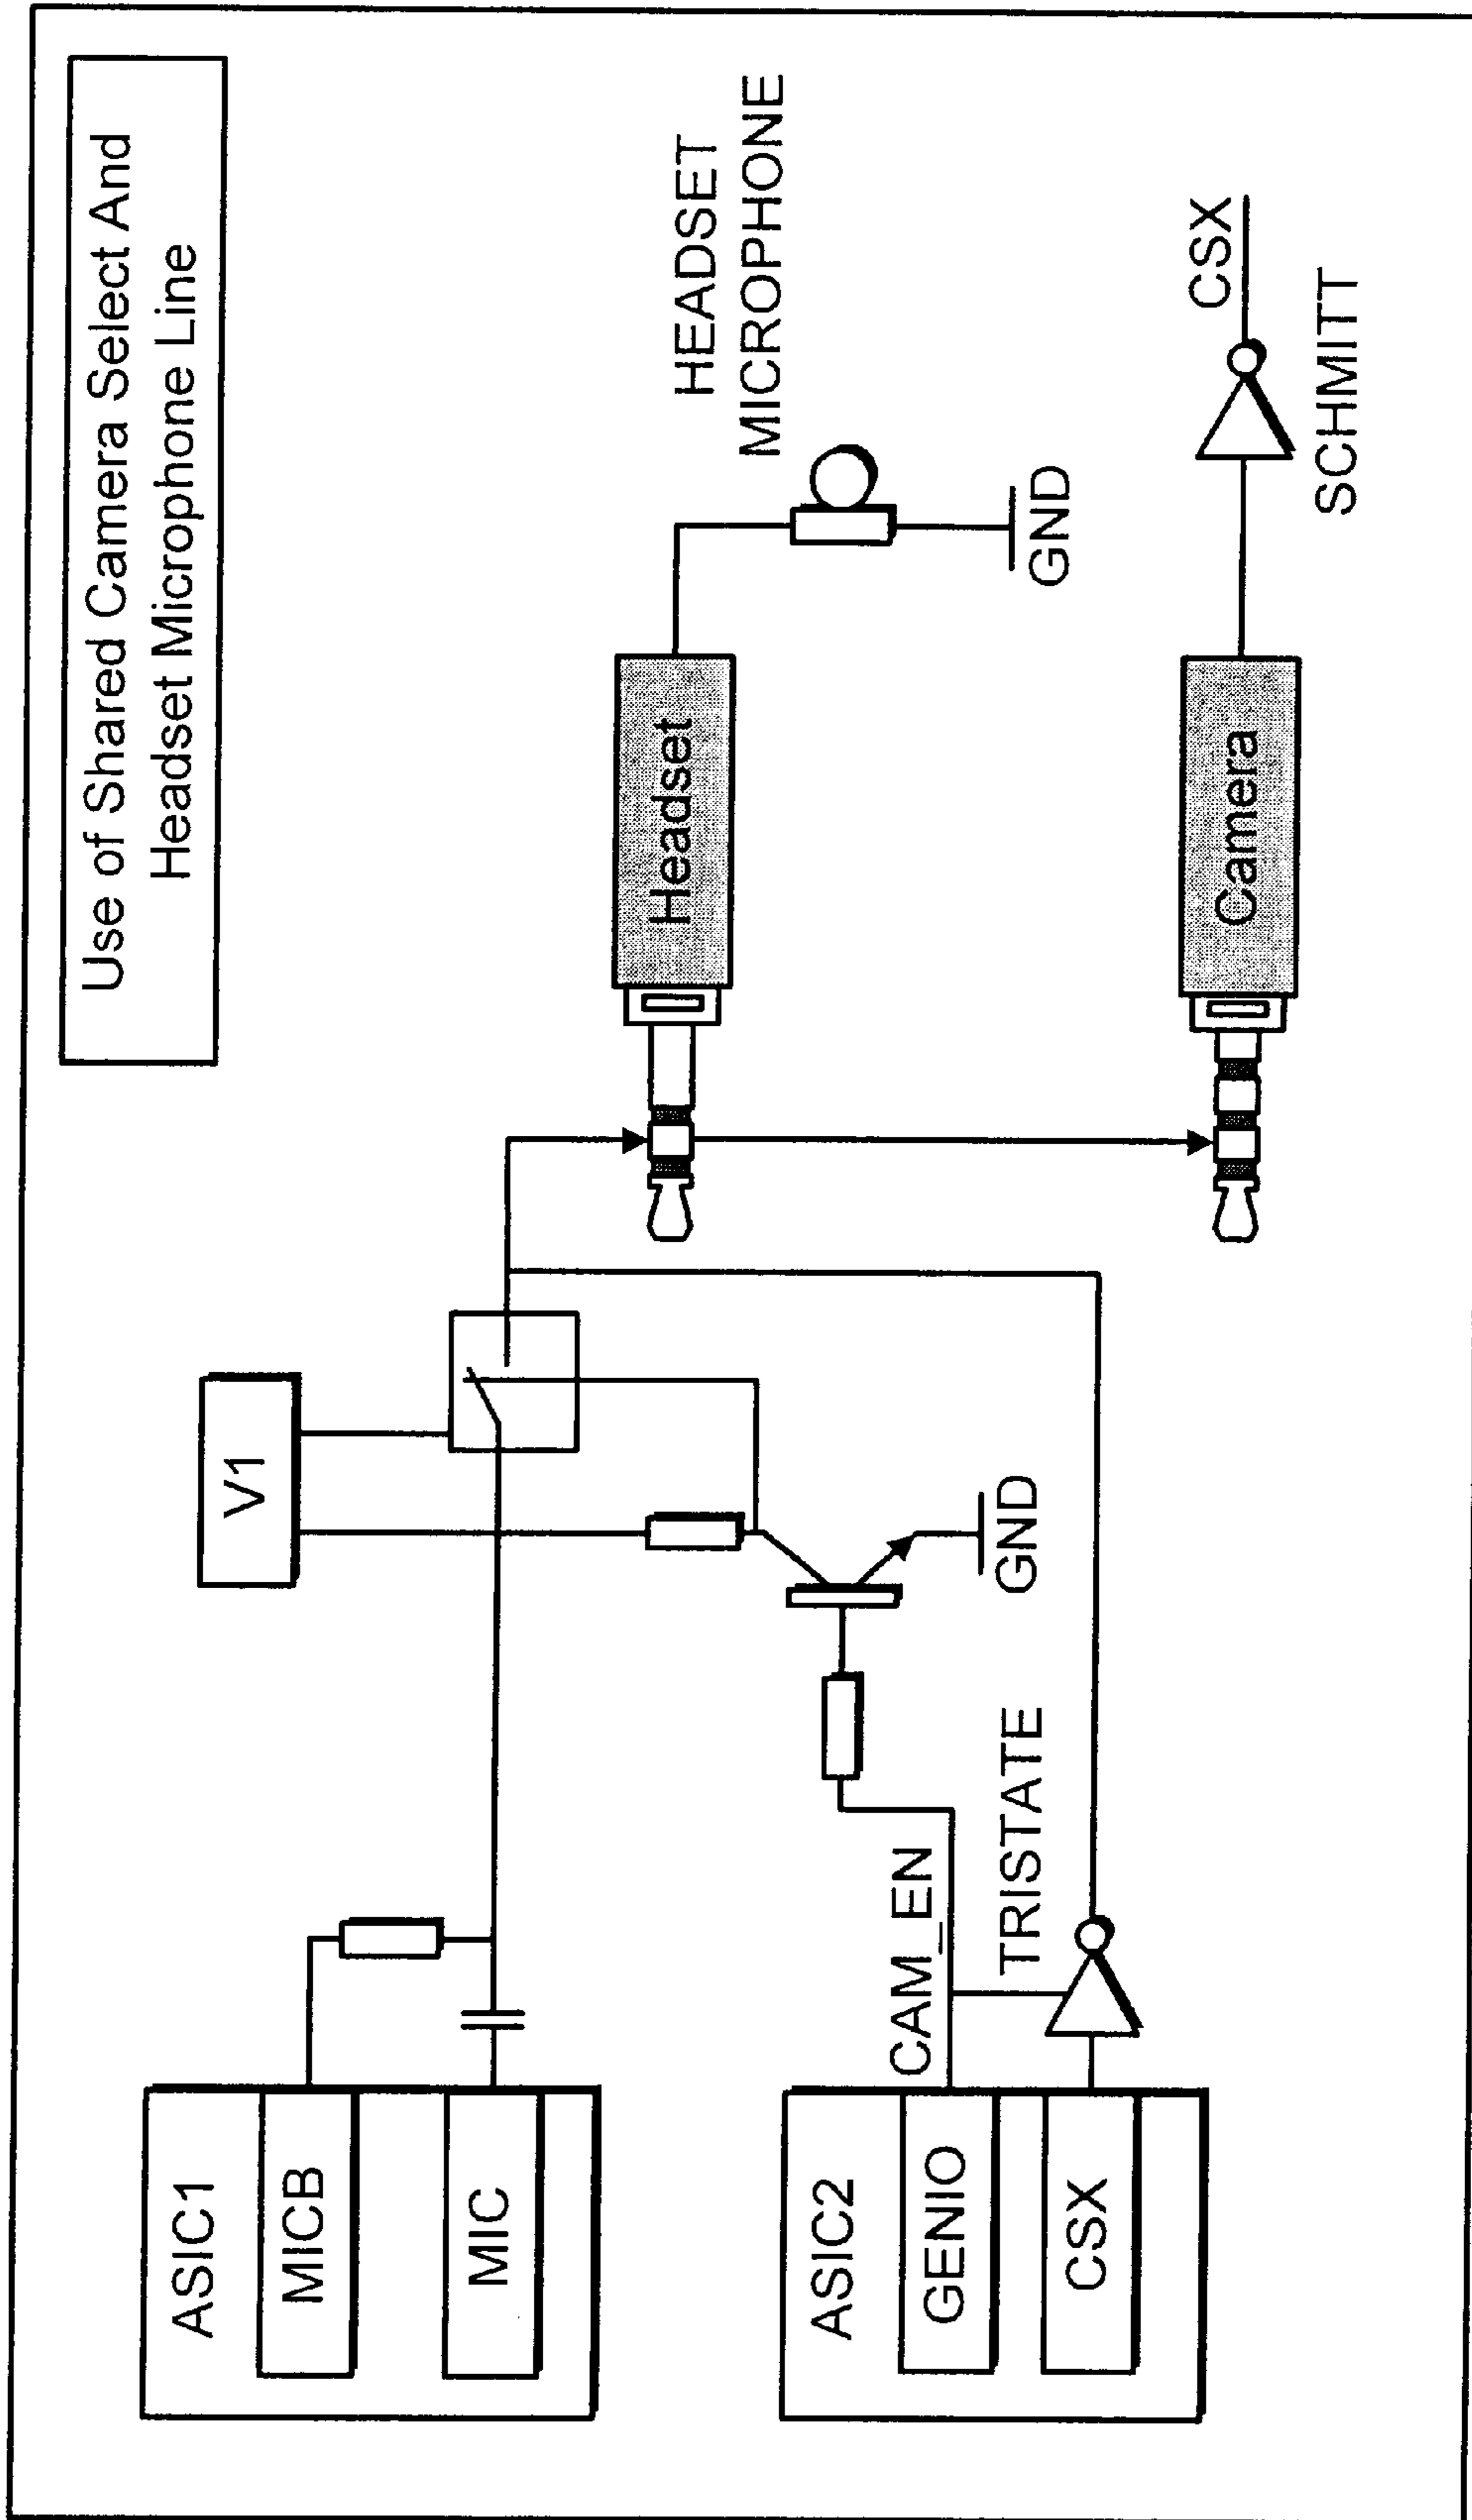 Use of Shared Camera Select And
Headset Microphone Line
V1
ASIC1
MICB
MIC
HEADSET
MICROPHONE
Headset
GND
CAM_EN
TRISTATE
GND
ASIC2
GENIO
CSX
Camera
CSX
SCHMITT